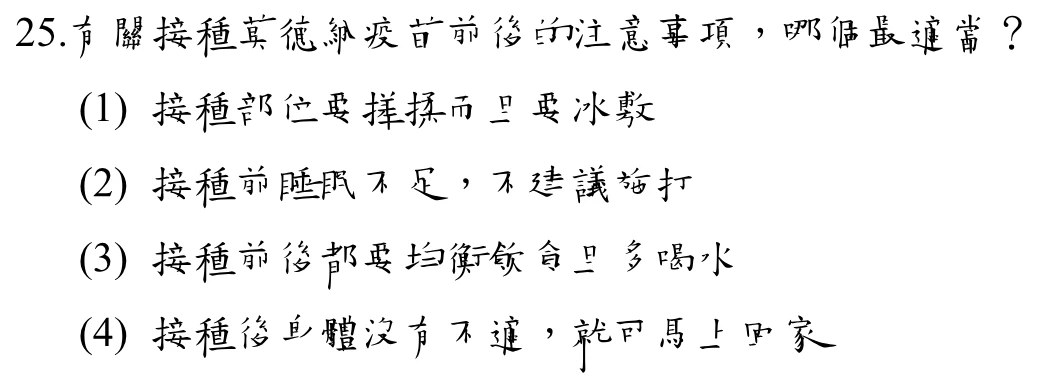 25.有關接種莫德納疫苗前後的注意事項，哪個最適當？
(1) 接種部位要搓揉而且要冰敷
(2) 接種前睡眠不足，不建議施打
(3) 接種前後都要均衡飲食且多喝水
(4) 接種後身體沒有不適，就可馬上回家